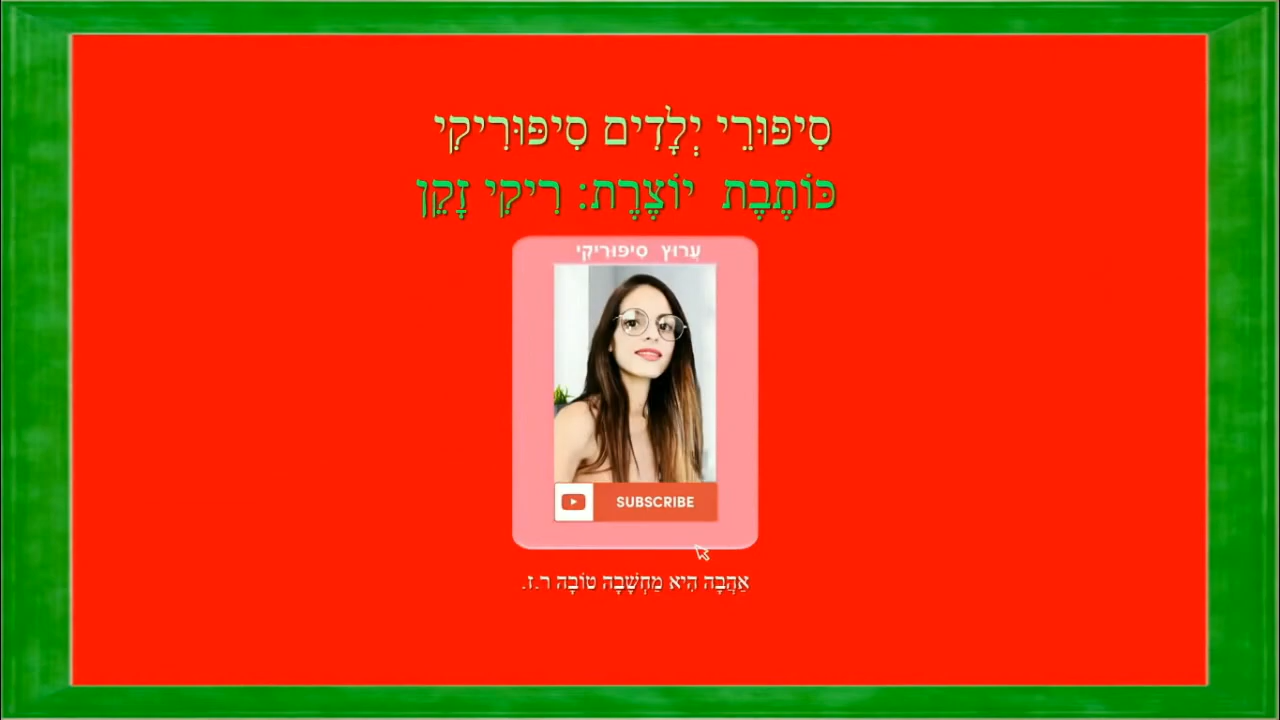 סִיפּוּרֵי יְלָדִים סִיפּוּרִיקִי
כּוֹתֶבֶת יוֹצֶרֶת: רִיקִי זָקֵן
עֲרוּץ סִיפּוּרִיקִי
SUBSCRIBE
אַהֲבָה הִיא מַחְשָׁבָה טוֹבָה ר.ז.